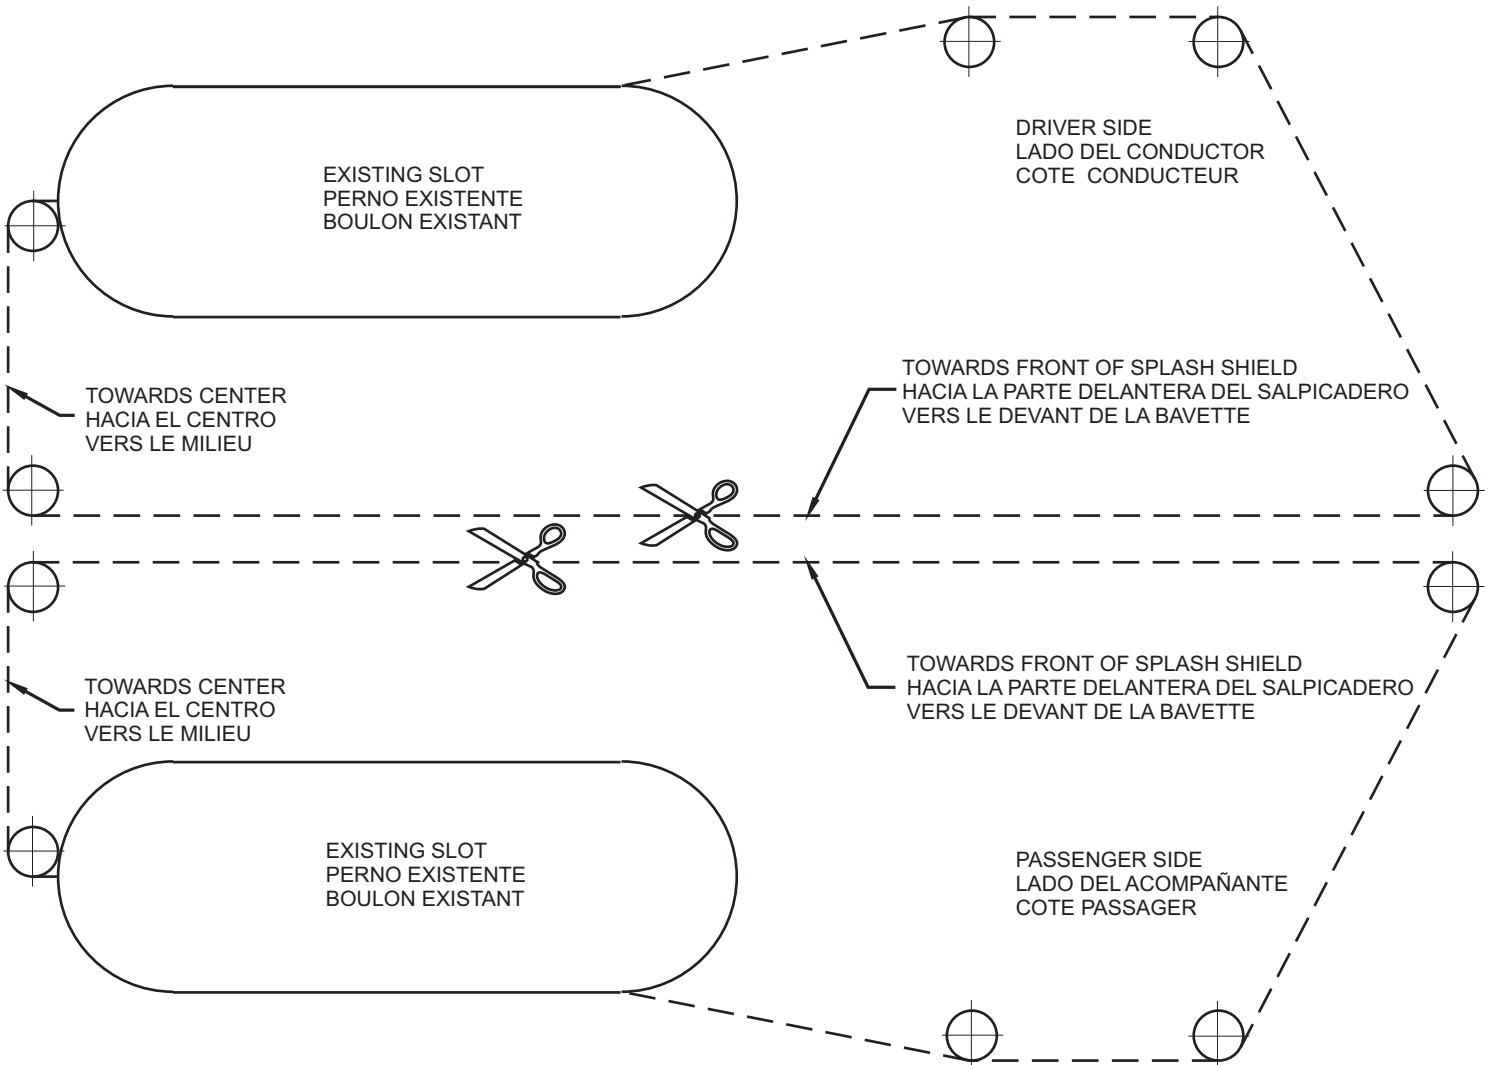 DRIVER SIDE
LADO DEL CONDUCTOR
COTE CONDUCTEUR
EXISTING SLOT
PERNO EXISTENTE
BOULON EXISTANT
TOWARDS FRONT OF SPLASH SHIELD
HACIA LA PARTE DELANTERA DEL SALPICADERO
VERS LE DEVANT DE LA BAVETTE
TOWARDS CENTER
HACIA EL CENTRO
VERS LE MILIEU
TOWARDS FRONT OF SPLASH SHIELD
HACIA LA PARTE DELANTERA DEL SALPICADERO
VERS LE DEVANT DE LA BAVETTE
TOWARDS CENTER
HACIA EL CENTRO
VERS LE MILIEU
EXISTING SLOT
PERNO EXISTENTE
BOULON EXISTANT
PASSENGER SIDE
LADO DEL ACOMPAÑANTE
COTE PASSAGER